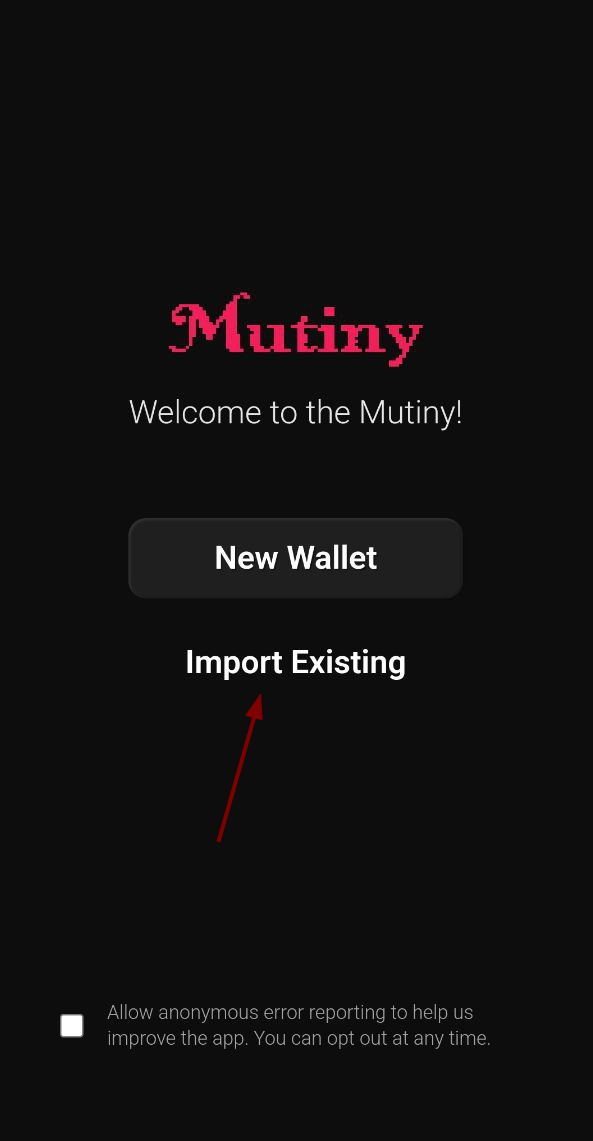 Mutiny
Welcome to the Mutiny!
New Wallet
Import Existing
Allow anonymous error reporting to help us
improve the app. You can opt out at any time.